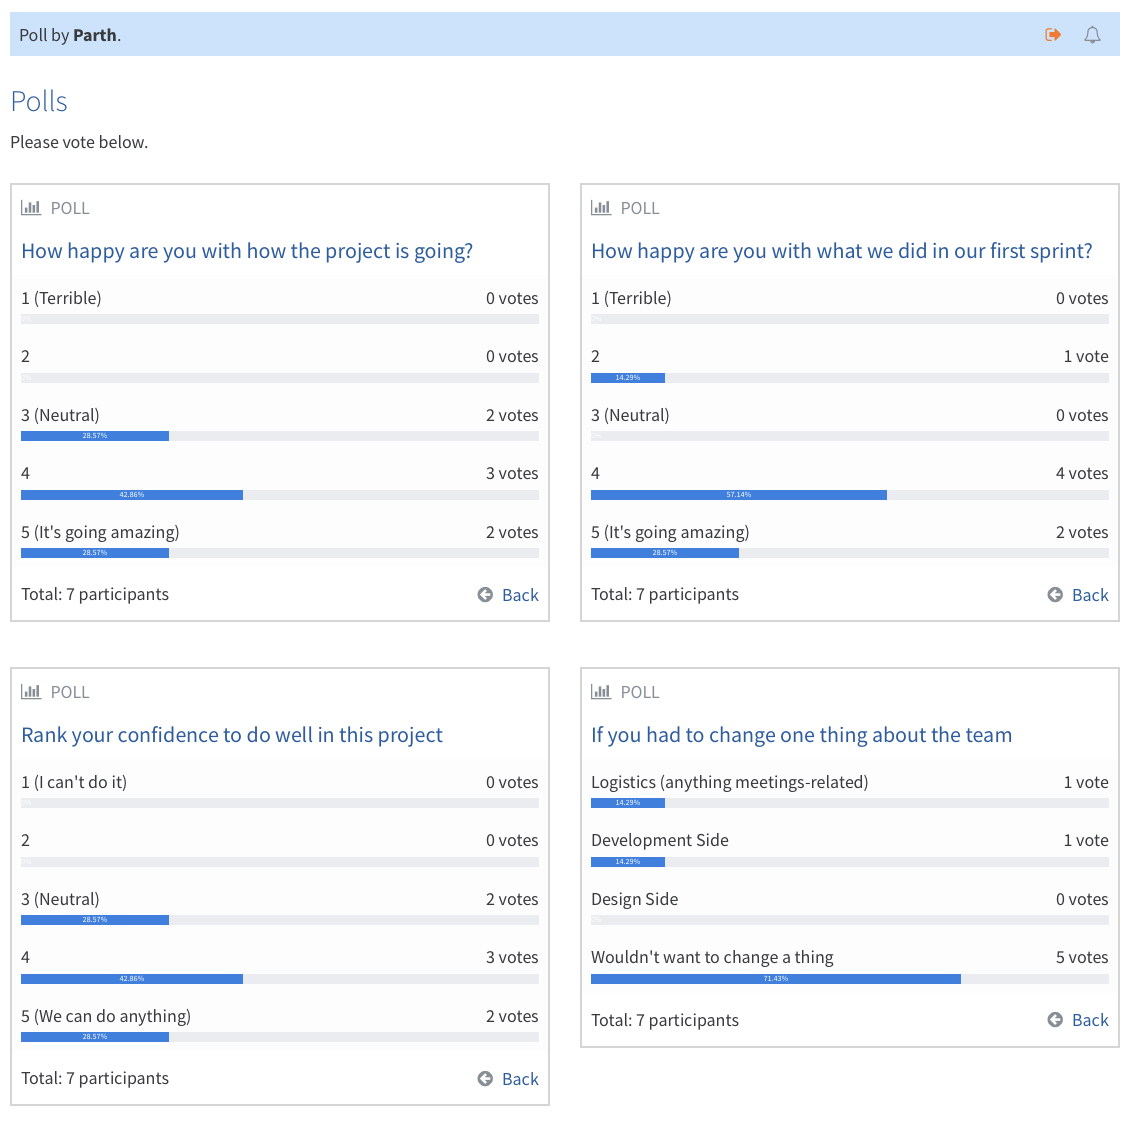 Poll by Parth.
Polls
Please vote below.
POLL
How happy are you with how the project is going?
1 (Terrible) 0 votes
2 0 votes
3 (Neutral) 2 votes
28.57%
4 3 votes
42.86%
5 (It's going amazing) 2 votes
28.57%
Total: 7 participants Back
POLL
How happy are you with what we did in our first sprint?
1 (Terrible) 0 votes
2 1 vote
14.29%
3 (Neutral) 0 votes
4 4 votes
57.14%
5 (It's going amazing) 2 votes
28.57%
Total: 7 participants Back
POLL
Rank your confidence to do well in this project
1 (I can't do it) 0 votes
2 0 votes
3 (Neutral) 2 votes
28.57%
4 3 votes
42.86%
5 (We can do anything) 2 votes
28.57%
Total: 7 participants Back
POLL
If you had to change one thing about the team
Logistics (anything meetings-related) 1 vote
14.29%
Development Side 1 vote
14.29%
Design Side 0 votes
Wouldn't want to change a thing 5 votes
71.43%
Total: 7 participants Back